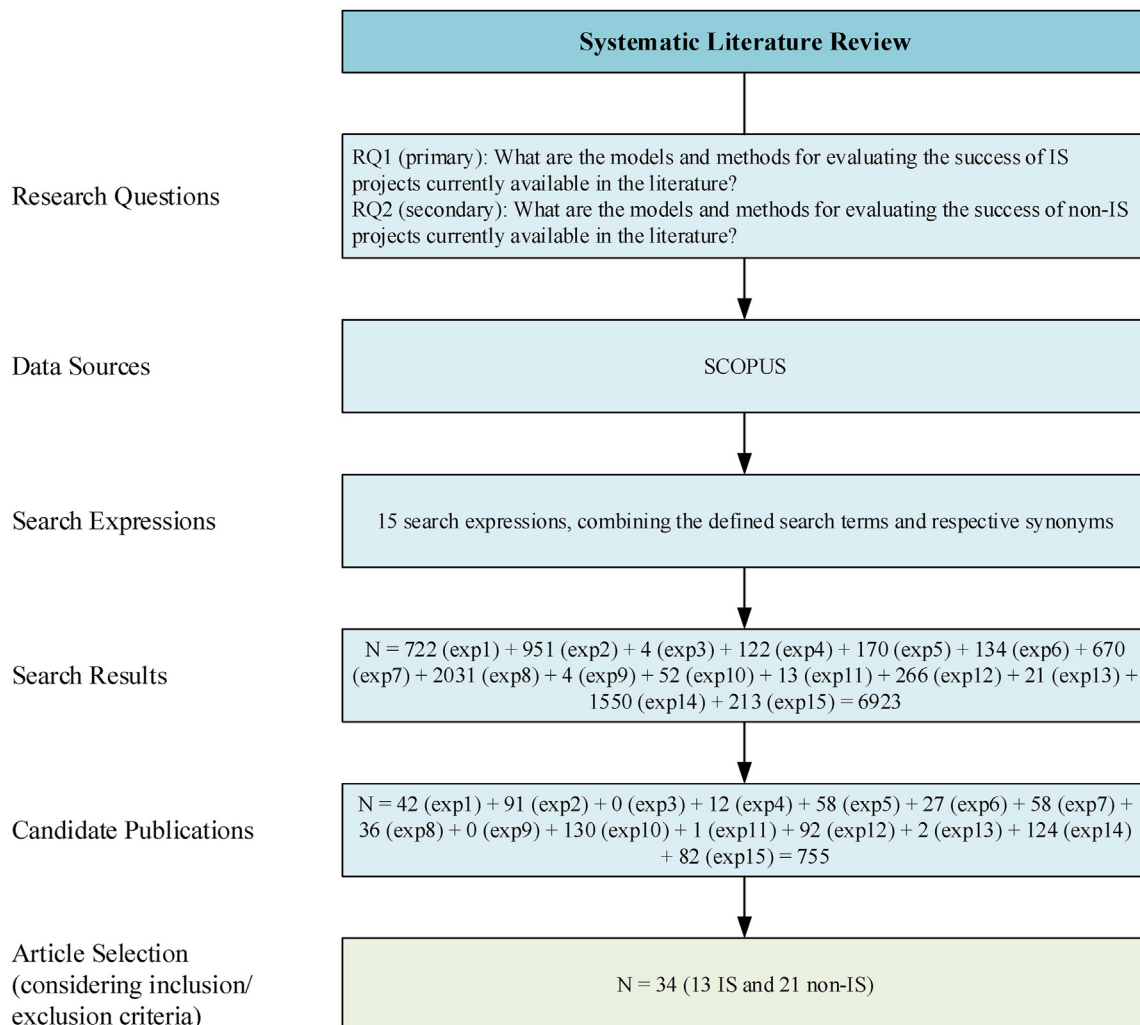 Systematic Literature Review
Research Questions
RQ1 (primary): What are the models and methods for evaluating the success of IS
projects currently available in the literature?
RQ2 (secondary): What are the models and methods for evaluating the success of non-IS
projects currently available in the literature?
Data Sources
SCOPUS
Search Expressions
15 search expressions, combining the defined search terms and respective synonyms
Search Results
N = 722 (exp1) + 951 (exp2) + 4 (exp3) + 122 (exp4) + 170 (exp5) + 134 (exp6) + 670
(exp7) + 2031 (exp8) + 4 (exp9) + 52 (exp10) + 13 (exp11) + 266 (exp12) + 21 (exp13) +
1550 (exp14) + 213 (exp15) = 6923
Candidate Publications
N = 42 (exp1) + 91 (exp2) + 0 (exp3) + 12 (exp4) + 58 (exp5) + 27 (exp6) + 58 (exp7) +
36 (exp8) + 0 (exp9) + 130 (exp10) + 1 (exp11) + 92 (exp12) + 2 (exp13) + 124 (exp14)
+ 82 (exp15) = 755
Article Selection
(considering inclusion/
exclusion criteria)
N = 34 (13 IS and 21 non-IS)